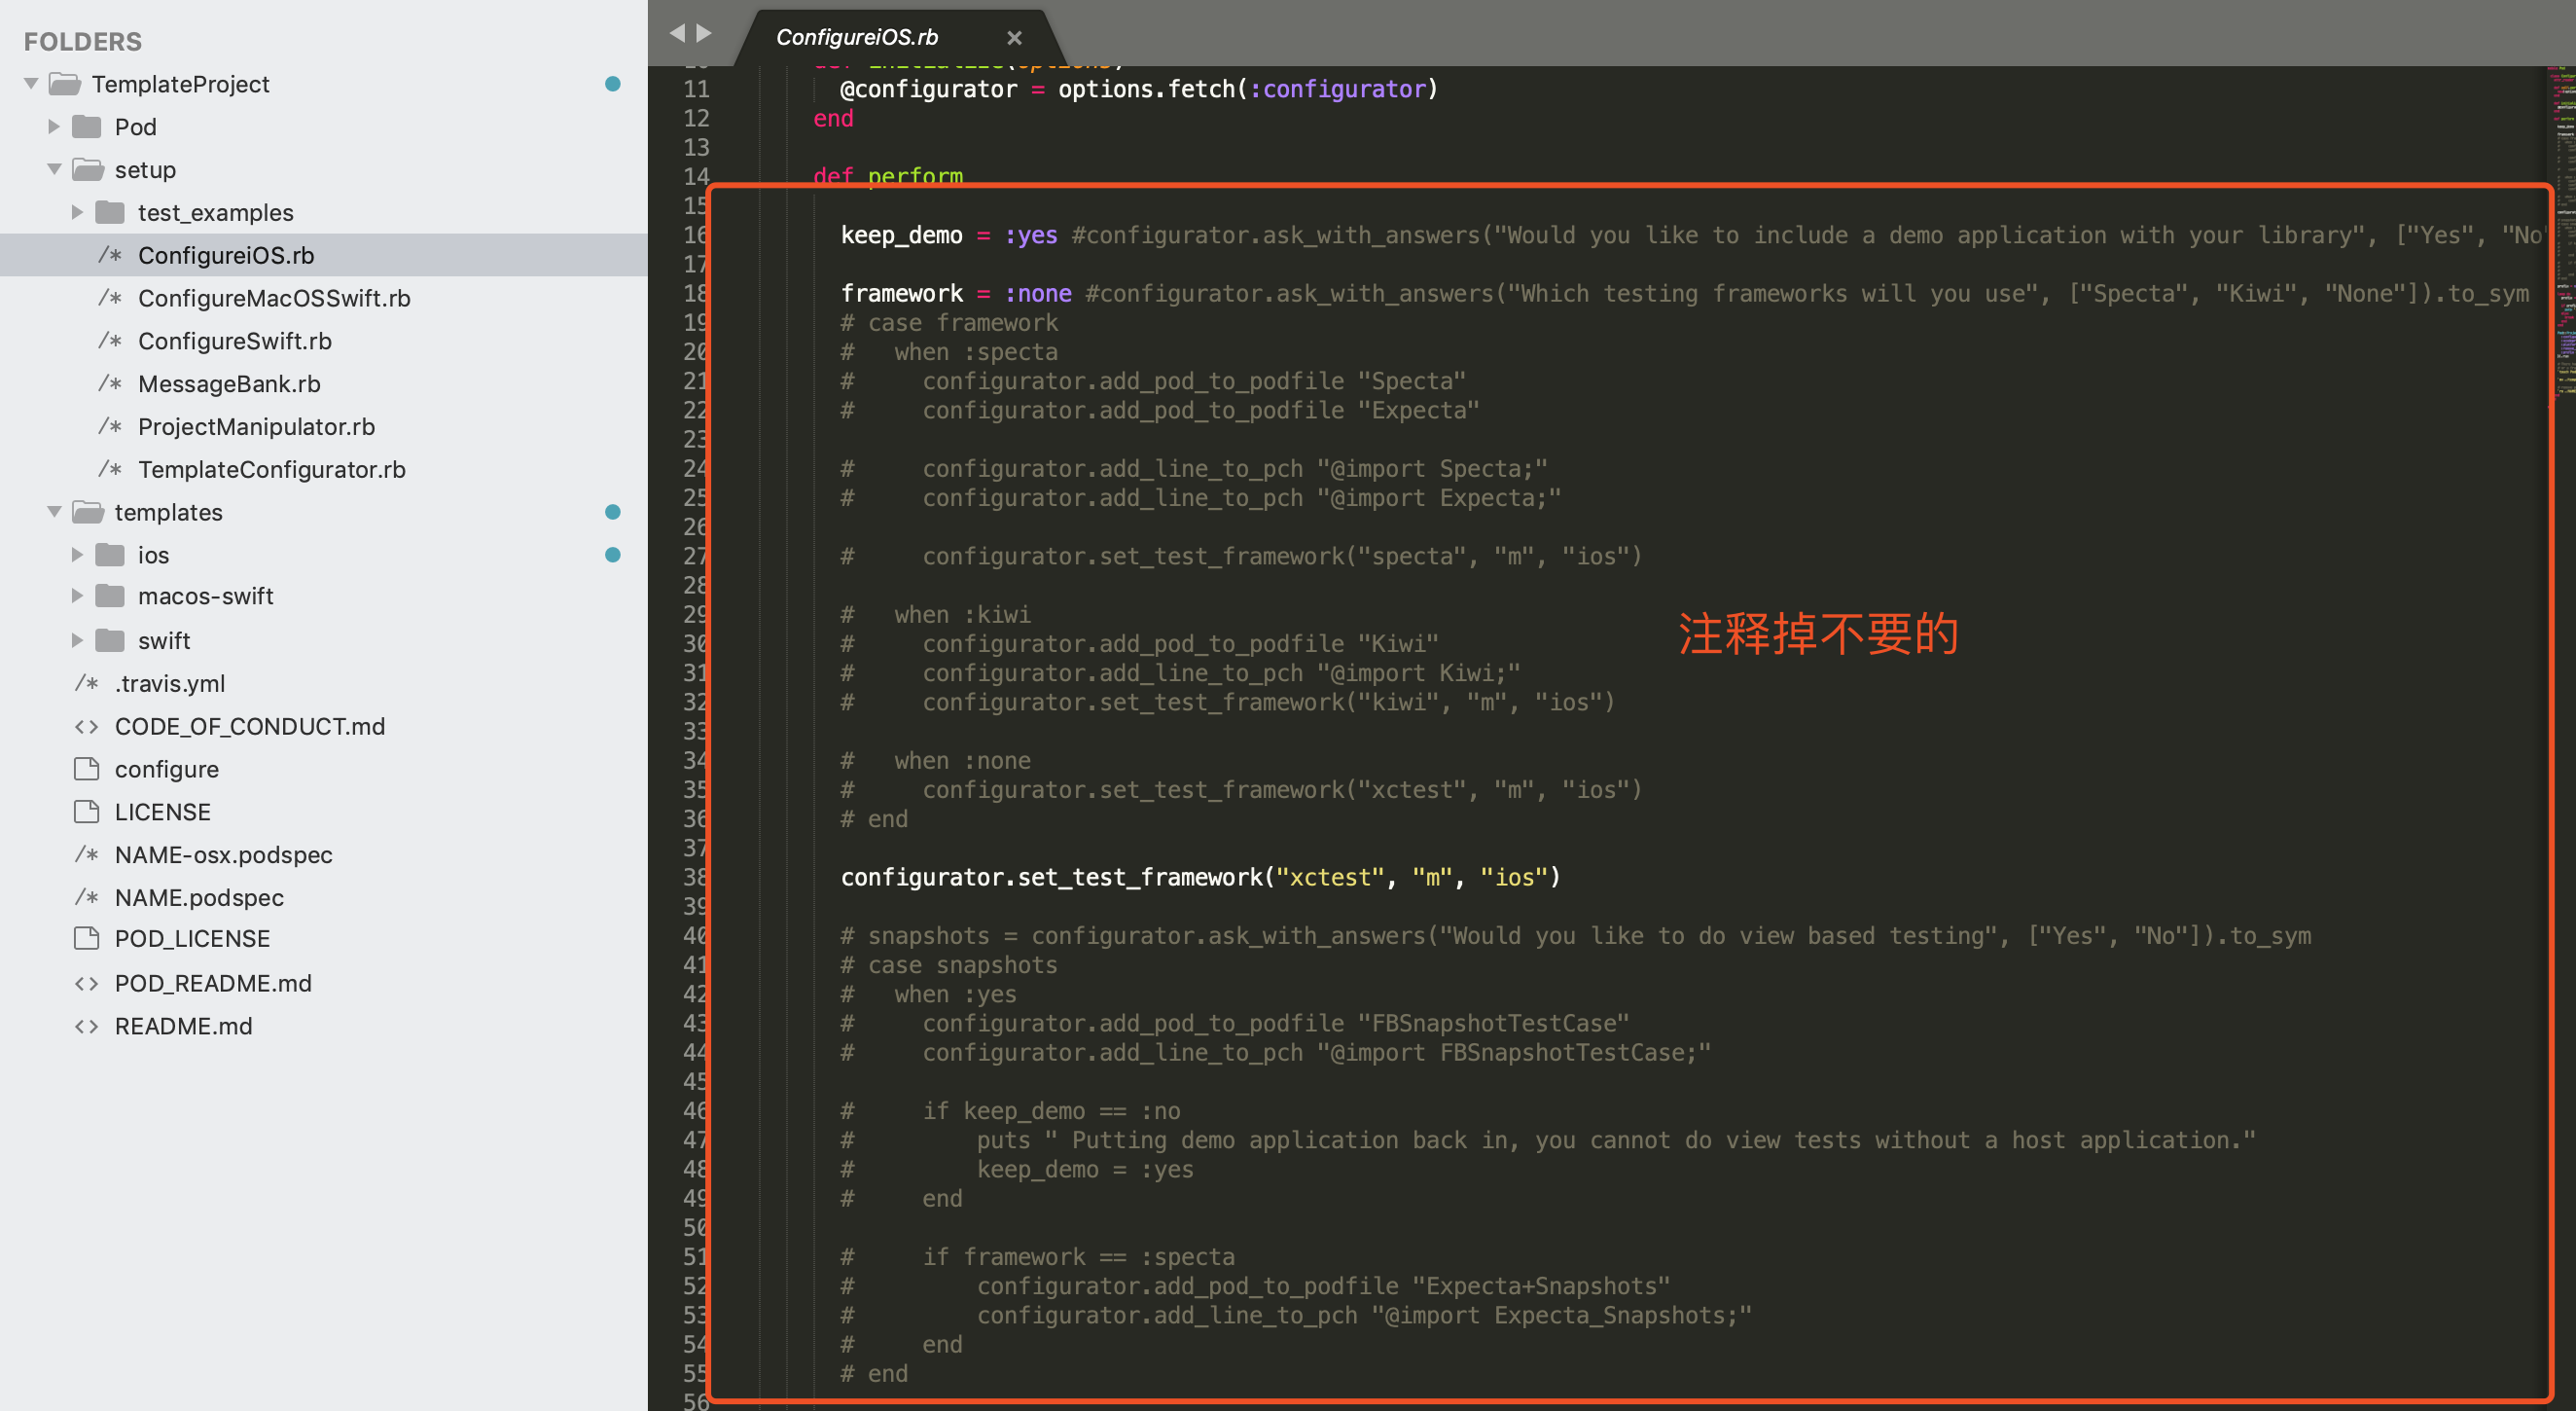 FOLDERS
TemplateProject
Pod
setup
test_examples
ConfigureiOS.rb
ConfigureMacOSSwift.rb
ConfigureSwift.rb
MessageBank.rb
ProjectManipulator.rb
TemplateConfigurator.rb
templates
ios
macos-swift
swift
.travis.yml
CODE_OF_CONDUCT.md
configure
LICENSE
NAME-osx.podspec
NAME.podspec
POD_LICENSE
POD_README.md
README.md
ConfigureiOS.rb
11 @configurator = options.fetch(:configurator)
12 end
13
14 def perform
15
16 keep_demo = :yes #configurator.ask_with_answers("Would you like to include a demo application with your library", ["Yes", "No"
17
18 framework = :none #configurator.ask_with_answers("Which testing frameworks will you use", ["Specta", "Kiwi", "None"]).to_sym
19 # case framework
20 #   when :specta
21 #     configurator.add_pod_to_podfile "Specta"
22 #     configurator.add_pod_to_podfile "Expecta"
23
24 #     configurator.add_line_to_pch "@import Specta;"
25 #     configurator.add_line_to_pch "@import Expecta;"
26
27 #     configurator.set_test_framework("specta", "m", "ios")
28
29 #   when :kiwi
30 #     configurator.add_pod_to_podfile "Kiwi"
31 #     configurator.add_line_to_pch "@import Kiwi;"
32 #     configurator.set_test_framework("kiwi", "m", "ios")
33
34 #   when :none
35 #     configurator.set_test_framework("xctest", "m", "ios")
36 # end
37
38 configurator.set_test_framework("xctest", "m", "ios")
39
40 # snapshots = configurator.ask_with_answers("Would you like to do view based testing", ["Yes", "No"]).to_sym
41 # case snapshots
42 #   when :yes
43 #     configurator.add_pod_to_podfile "FBSnapshotTestCase"
44 #     configurator.add_line_to_pch "@import FBSnapshotTestCase;"
45
46 #     if keep_demo == :no
47 #         puts " Putting demo application back in, you cannot do view tests without a host application."
48 #         keep_demo = :yes
49 #     end
50
51 #     if framework == :specta
52 #         configurator.add_pod_to_podfile "Expecta+Snapshots"
53 #         configurator.add_line_to_pch "@import Expecta_Snapshots;"
54 #     end
55 # end
56
注释掉不要的